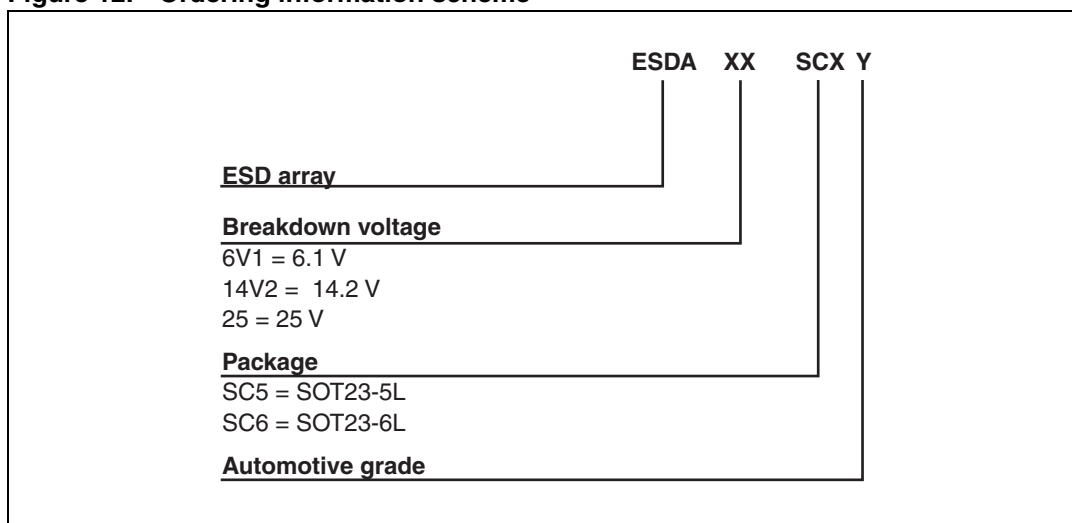 ESDA XX SCX Y
ESD array
Breakdown voltage
6V1 = 6.1 V
14V2 = 14.2 V
25 = 25 V
Package
SC5 = SOT23-5L
SC6 = SOT23-6L
Automotive grade